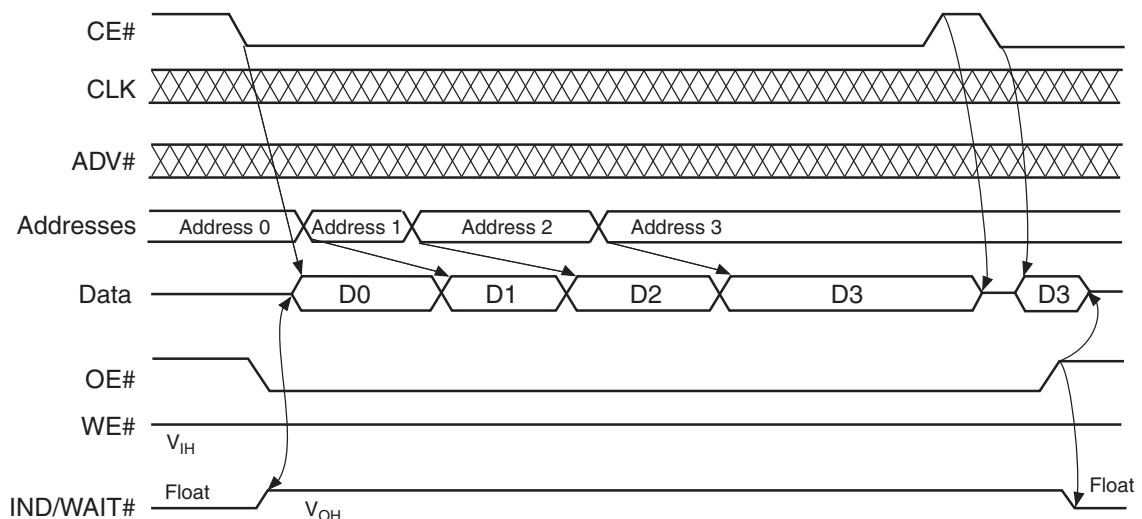 CE#
CLK
ADV#
Addresses Address 0 Address 1 Address 2 Address 3
Data D0 D1 D2 D3 D3
OE#
WE#
VIH
IND/WAIT# Float VOH Float